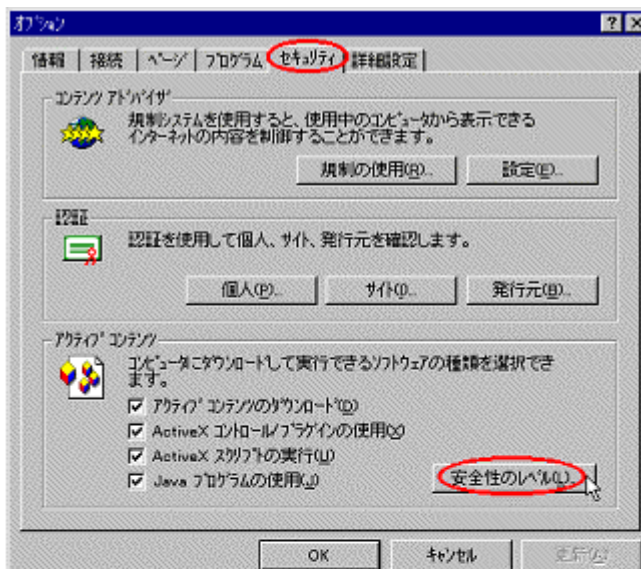 オプション
情報 接続 ページ プログラム セキュリティ 詳細設定
コンテンツ アドバイザ
規制システムを使用すると、使用中のコンピュータから表示できる
インターネットの内容を制御することができます。
規制の使用(R)... 設定(E)...
認証
認証を使用して個人、サイト、発行元を確認します。
個人(P)... サイト(I)... 発行元(B)...
アクティブ コンテンツ
コンピュータにダウンロードして実行できるソフトウェアの種類を選択でき
ます。
アクティブ コンテンツのダウンロード(D)
ActiveX コントロール/プラグインの使用(X)
ActiveX スクリプトの実行(U)
Java プログラムの使用(J)
安全性のレベル(L)...
OK キャンセル 更新(A)